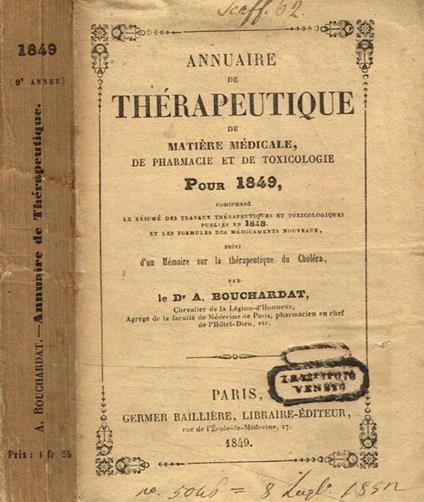 1849
9e ANNÉE)
A. BOUCHARDAT.—Annuaire de Thérapeutique.
Prix : 1 fr. 25
Scaff. 62.
ANNUAIRE
DE
THÉRAPEUTIQUE
DE
MATIÈRE MÉDICALE,
DE PHARMACIE ET DE TOXICOLOGIE
POUR 1849,
contenant
LE RÉSUMÉ DES TRAVAUX THÉRAPEUTIQUES ET TOXICOLOGIQUES
PUBLIÉS EN 1848,
ET LES FORMULES DES MÉDICAMENTS NOUVEAUX,
suivi
d'un Mémoire sur la thérapeutique du Choléra,
PAR
le Dr A. BOUCHARDAT,
Chevalier de la Légion-d'Honneur,
Agrégé de la faculté de Médecine de Paris, pharmacien en chef
de l'Hôtel-Dieu, etc.
PARIS,
ISTITUTO
VENETO
GERMER BAILLIÈRE, LIBRAIRE-ÉDITEUR,
rue de l'École-de-Médecine, 17.
1849.
no. 5046 = 8 Lugl. 1852